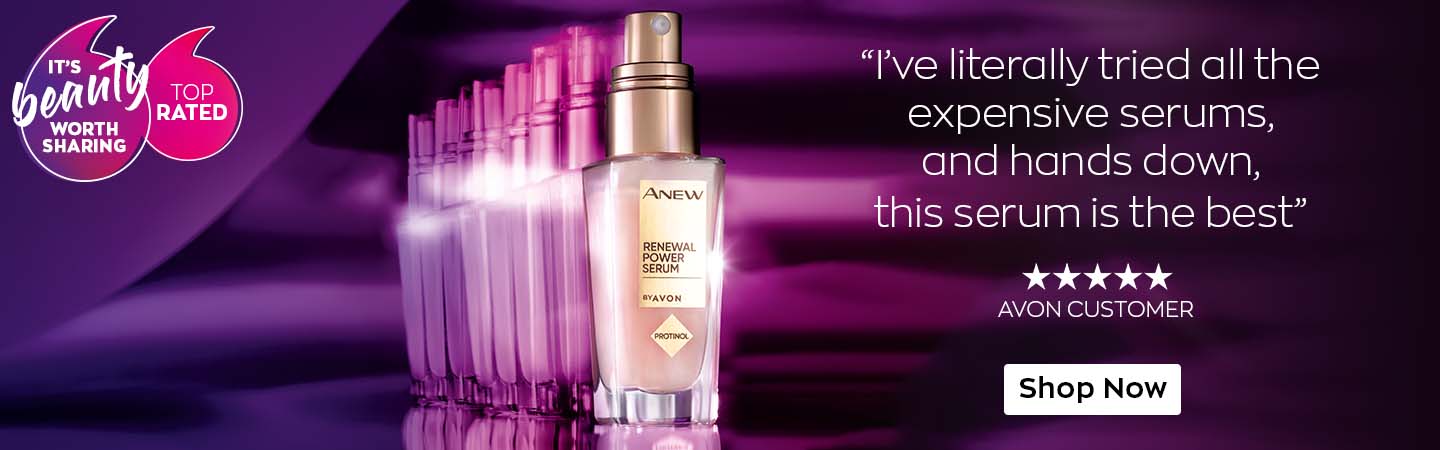 IT'S
beauty
WORTH
SHARING
TOP
RATED
ANEW
RENEWAL
POWER
SERUM
BY AVON
PROTINOL
“I’ve literally tried all the
expensive serums,
and hands down,
this serum is the best”
AVON CUSTOMER
Shop Now